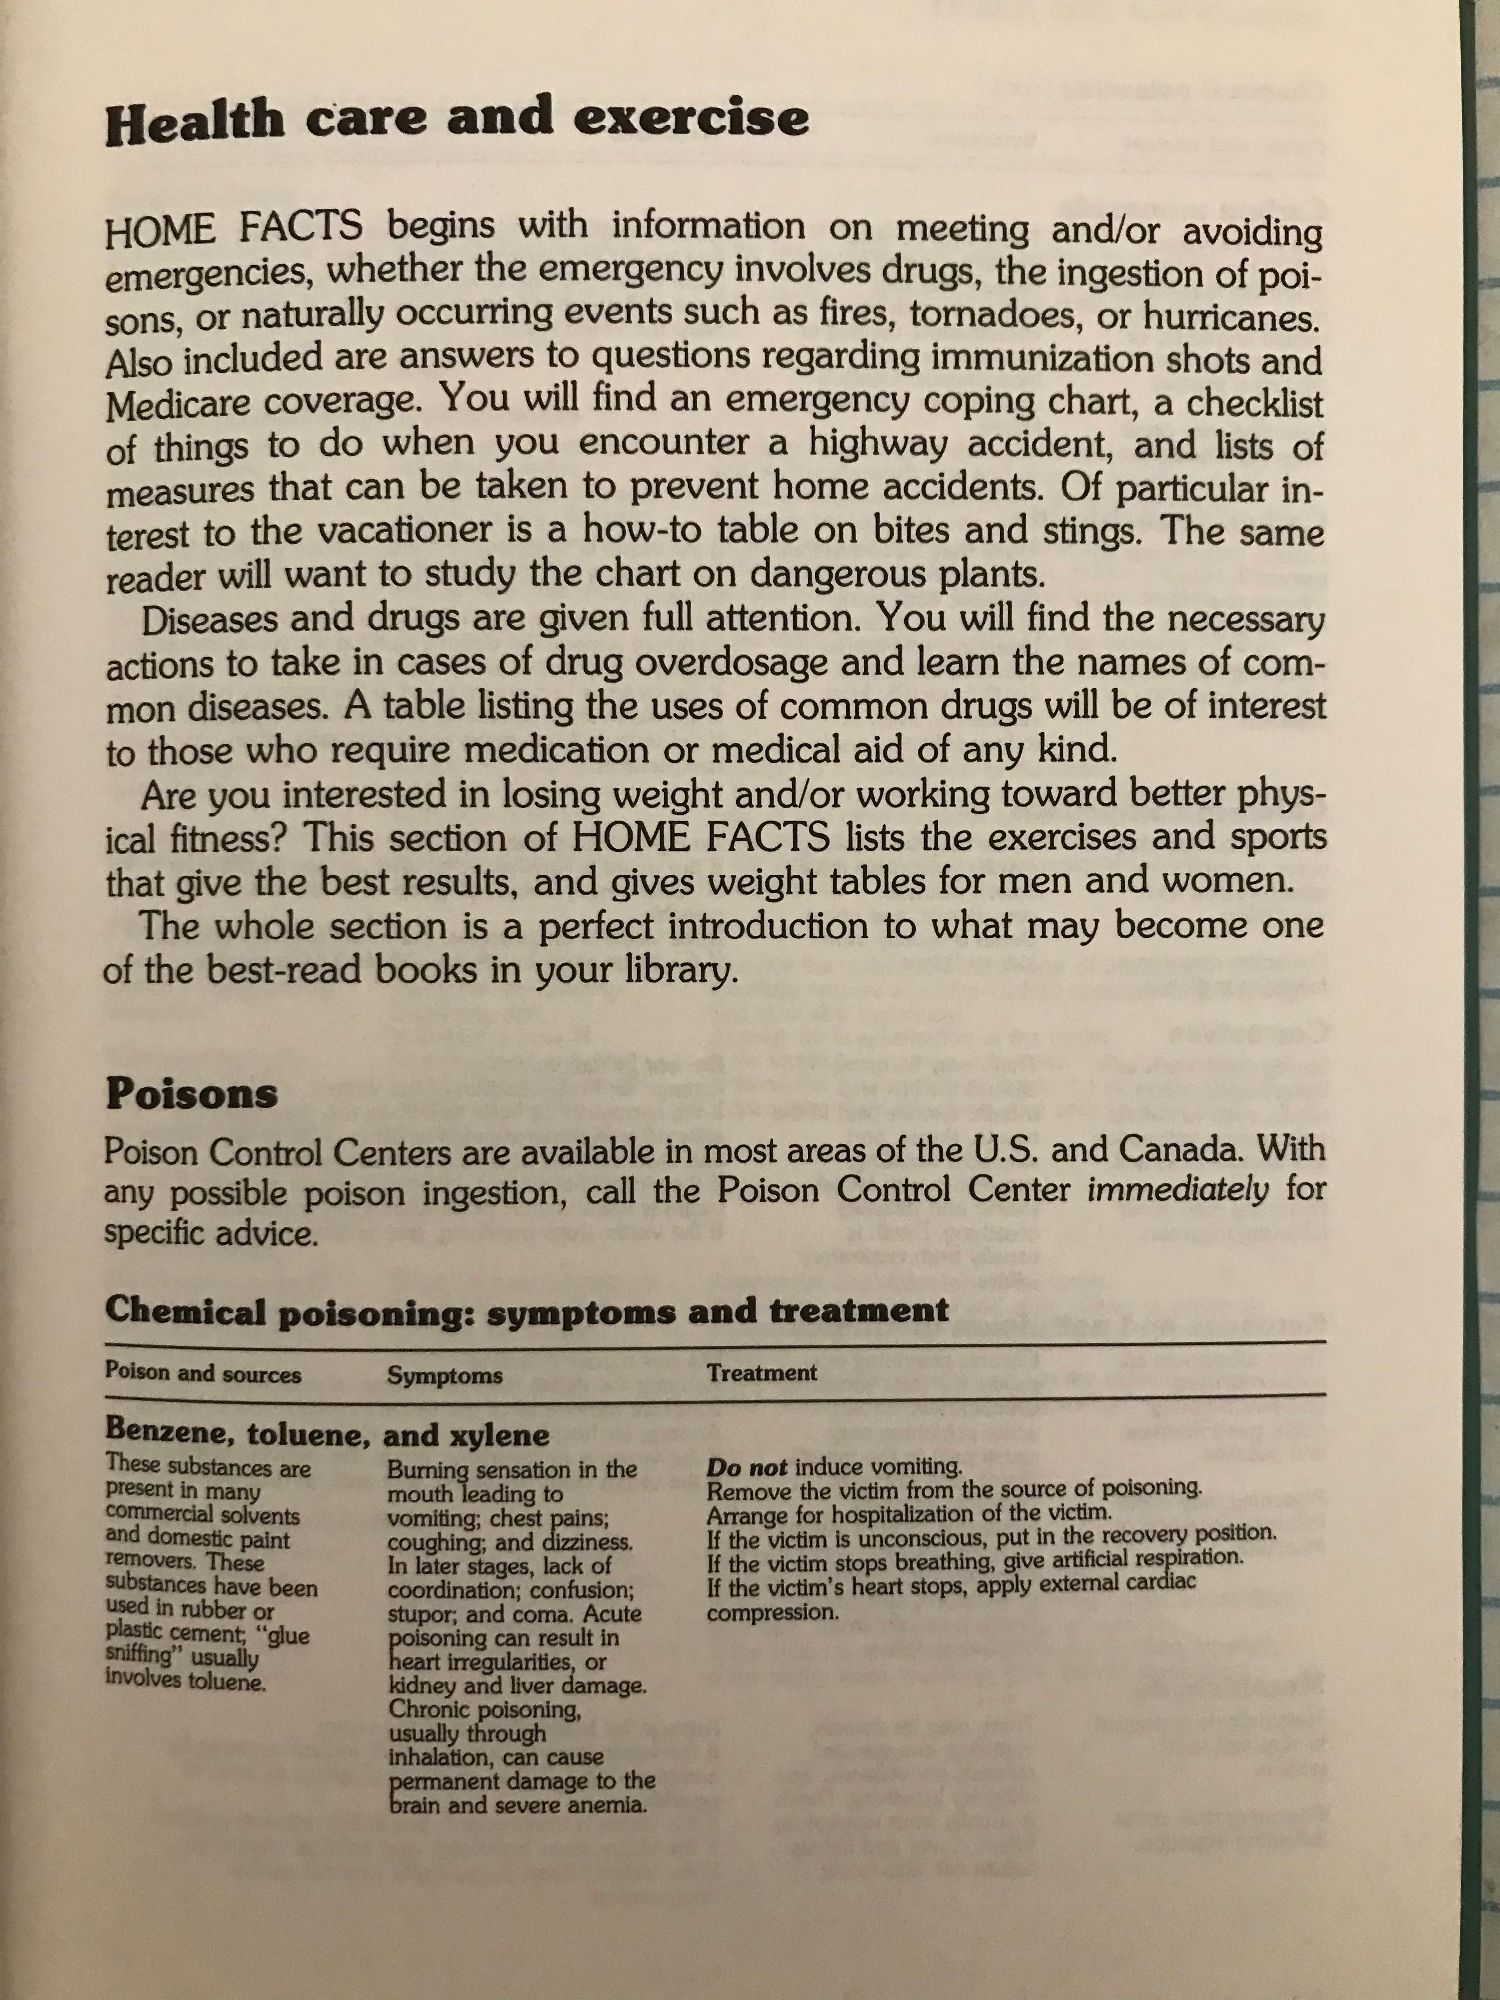 Health care and exercise
HOME FACTS begins with information on meeting and/or avoiding
emergencies, whether the emergency involves drugs, the ingestion of poi-
sons, or naturally occurring events such as fires, tornadoes, or hurricanes.
Also included are answers to questions regarding immunization shots and
Medicare coverage. You will find an emergency coping chart, a checklist
of things to do when you encounter a highway accident, and lists of
measures that can be taken to prevent home accidents. Of particular in-
terest to the vacationer is a how-to table on bites and stings. The same
reader will want to study the chart on dangerous plants.
Diseases and drugs are given full attention. You will find the necessary
actions to take in cases of drug overdosage and learn the names of com-
mon diseases. A table listing the uses of common drugs will be of interest
to those who require medication or medical aid of any kind.
Are you interested in losing weight and/or working toward better phys-
ical fitness? This section of HOME FACTS lists the exercises and sports
that give the best results, and gives weight tables for men and women.
The whole section is a perfect introduction to what may become one
of the best-read books in your library.
Poisons
Poison Control Centers are available in most areas of the U.S. and Canada. With
any possible poison ingestion, call the Poison Control Center immediately for
specific advice.
Chemical poisoning: symptoms and treatment
Poison and sources Symptoms Treatment
Benzene, toluene, and xylene
These substances are
present in many
commercial solvents
and domestic paint
removers. These
substances have been
used in rubber or
plastic cement; "glue
sniffing" usually
involves toluene.
Burning sensation in the
mouth leading to
vomiting; chest pains;
coughing; and dizziness.
In later stages, lack of
coordination; confusion;
stupor; and coma. Acute
poisoning can result in
heart irregularities, or
kidney and liver damage.
Chronic poisoning,
usually through
inhalation, can cause
permanent damage to the
brain and severe anemia.
Do not induce vomiting.
Remove the victim from the source of poisoning.
Arrange for hospitalization of the victim.
If the victim is unconscious, put in the recovery position.
If the victim stops breathing, give artificial respiration.
If the victim's heart stops, apply external cardiac
compression.